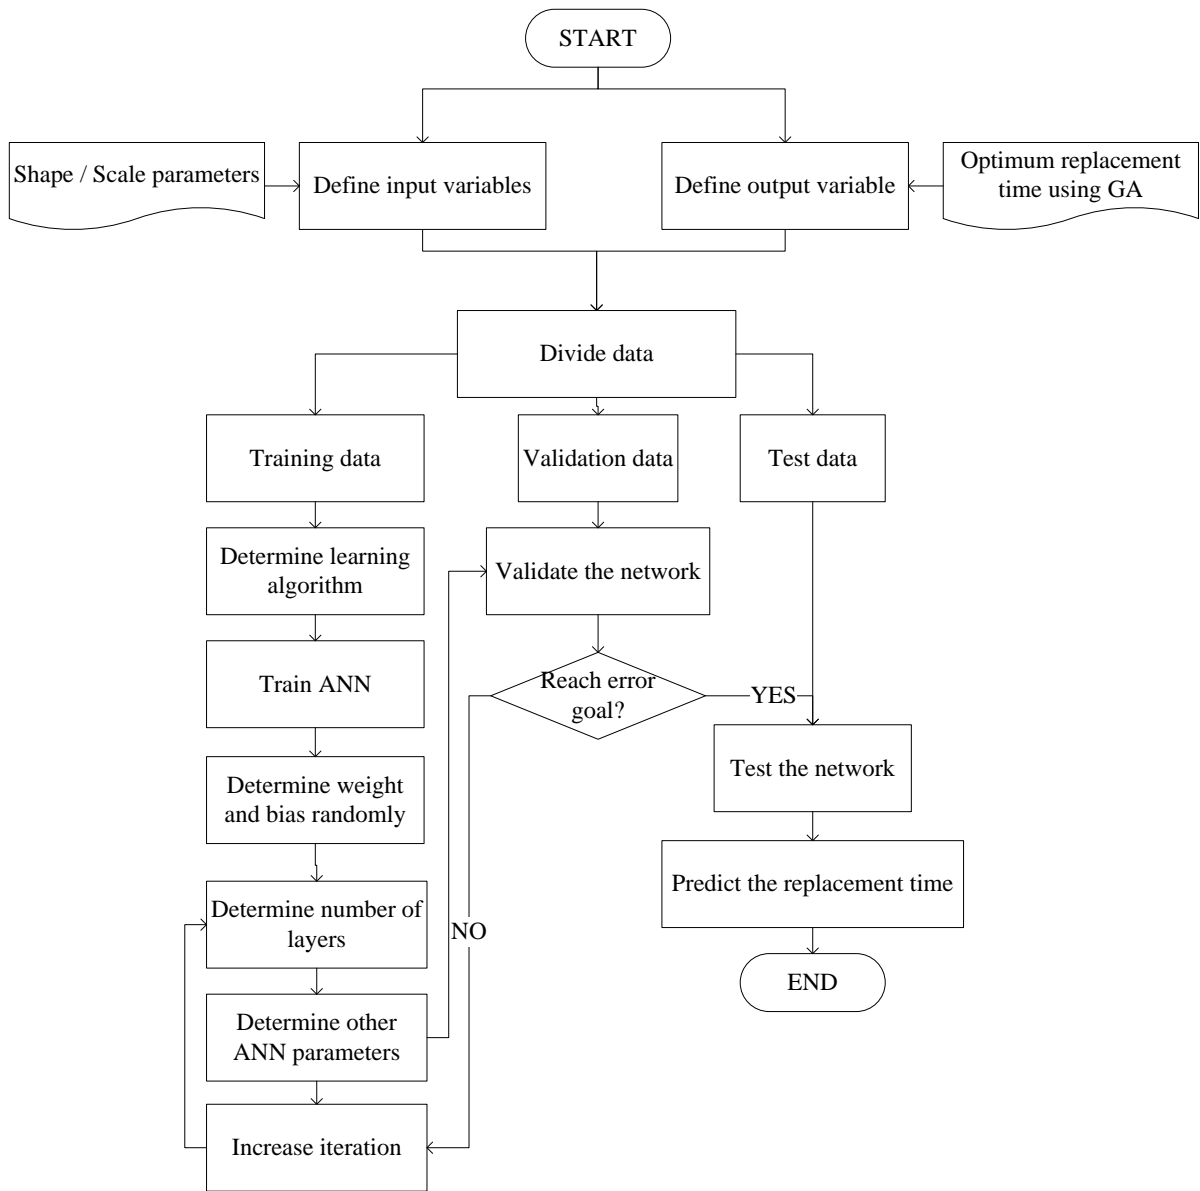 START
Shape / Scale parameters
Define input variables
Define output variable
Optimum replacement
time using GA
Divide data
Training data
Validation data
Test data
Determine learning
algorithm
Validate the network
Train ANN
Reach error
goal?
YES
Test the network
Determine weight
and bias randomly
Predict the replacement time
Determine number of
layers
NO
END
Determine other
ANN parameters
Increase iteration